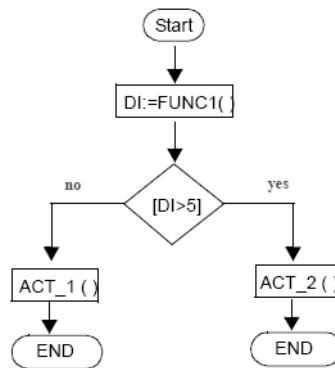 Start
DI:=FUNC1( )
no
yes
[DI>5]
ACT_1 ( )
ACT_2 ( )
END
END